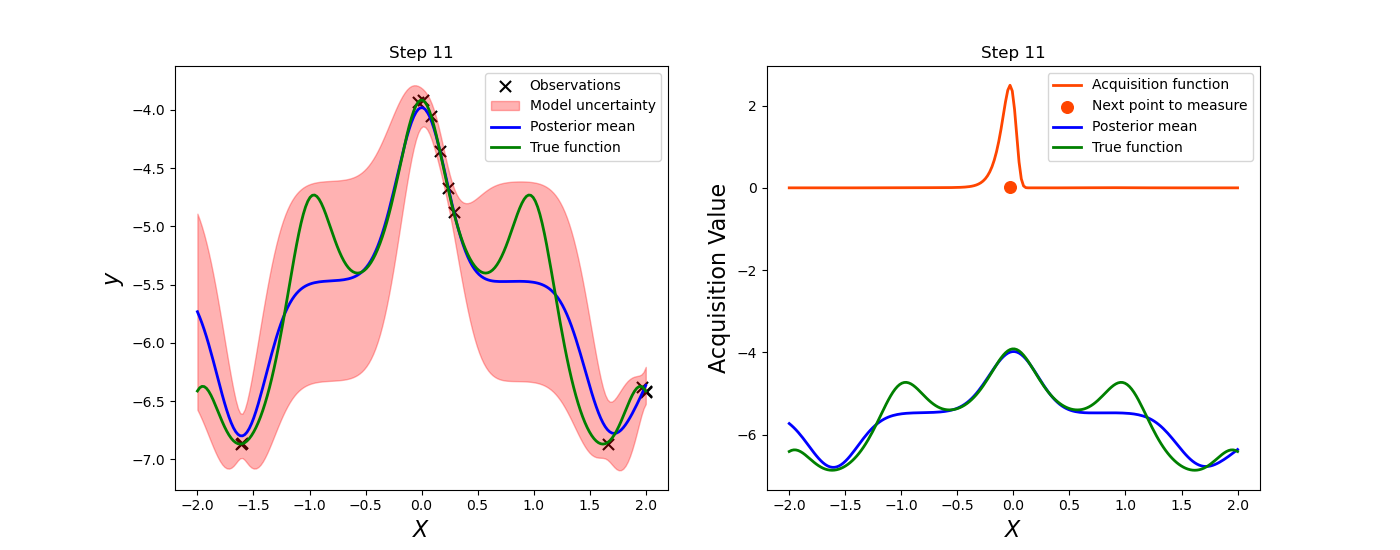 Step 11
Observations
Model uncertainty
Posterior mean
True function
−4.0
−4.5
−5.0
−5.5
−6.0
−6.5
−7.0
y
−2.0 −1.5 −1.0 −0.5 0.0 0.5 1.0 1.5 2.0
X
Step 11
Acquisition function
Next point to measure
Posterior mean
True function
2
0
−2
−4
−6
Acquisition Value
−2.0 −1.5 −1.0 −0.5 0.0 0.5 1.0 1.5 2.0
X